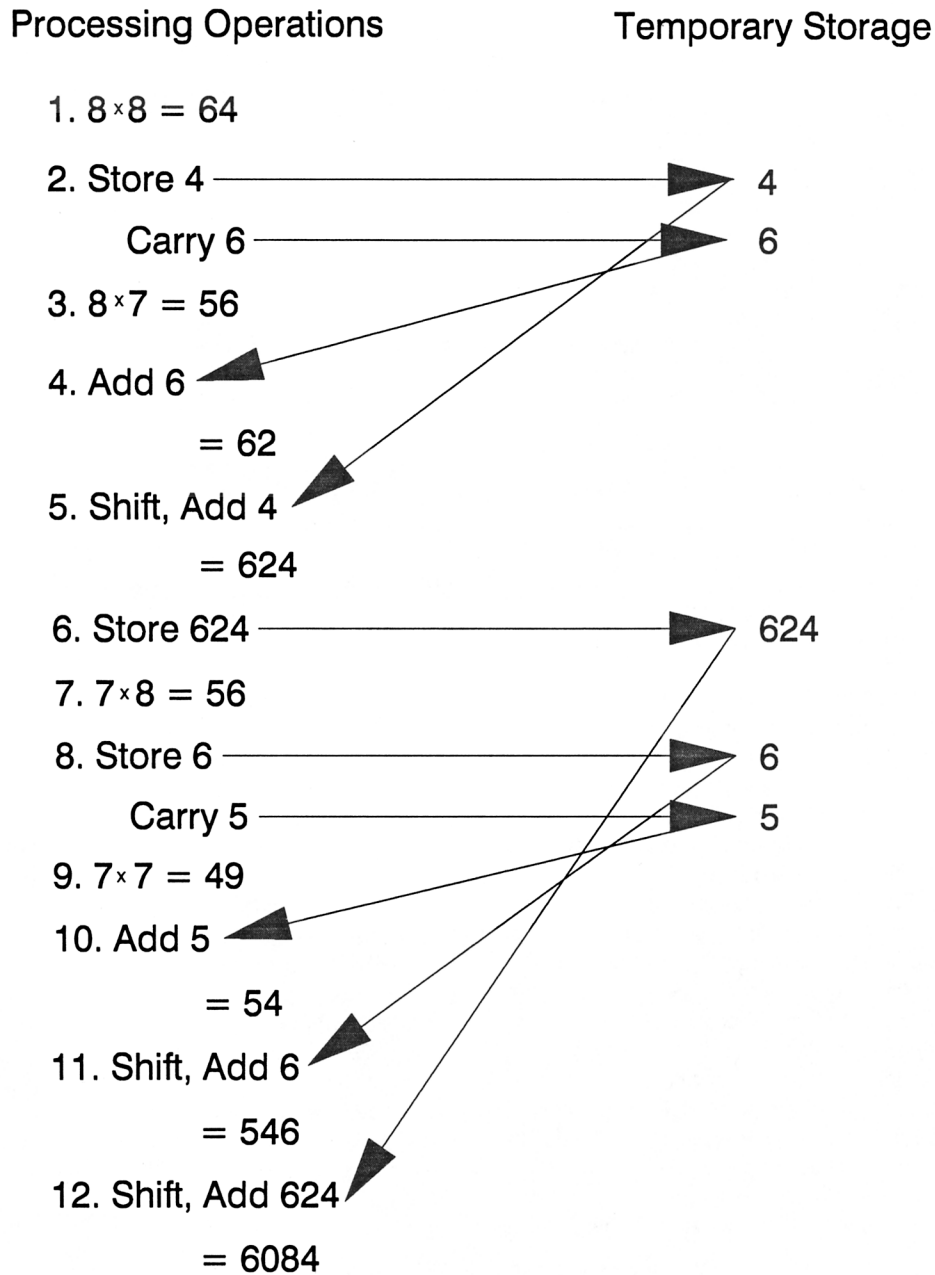 Processing Operations Temporary Storage
1. 8×8 = 64
2. Store 4 4
Carry 6 6
3. 8×7 = 56
4. Add 6
= 62
5. Shift, Add 4
= 624
6. Store 624 624
7. 7×8 = 56
8. Store 6 6
Carry 5 5
9. 7×7 = 49
10. Add 5
= 54
11. Shift, Add 6
= 546
12. Shift, Add 624
= 6084